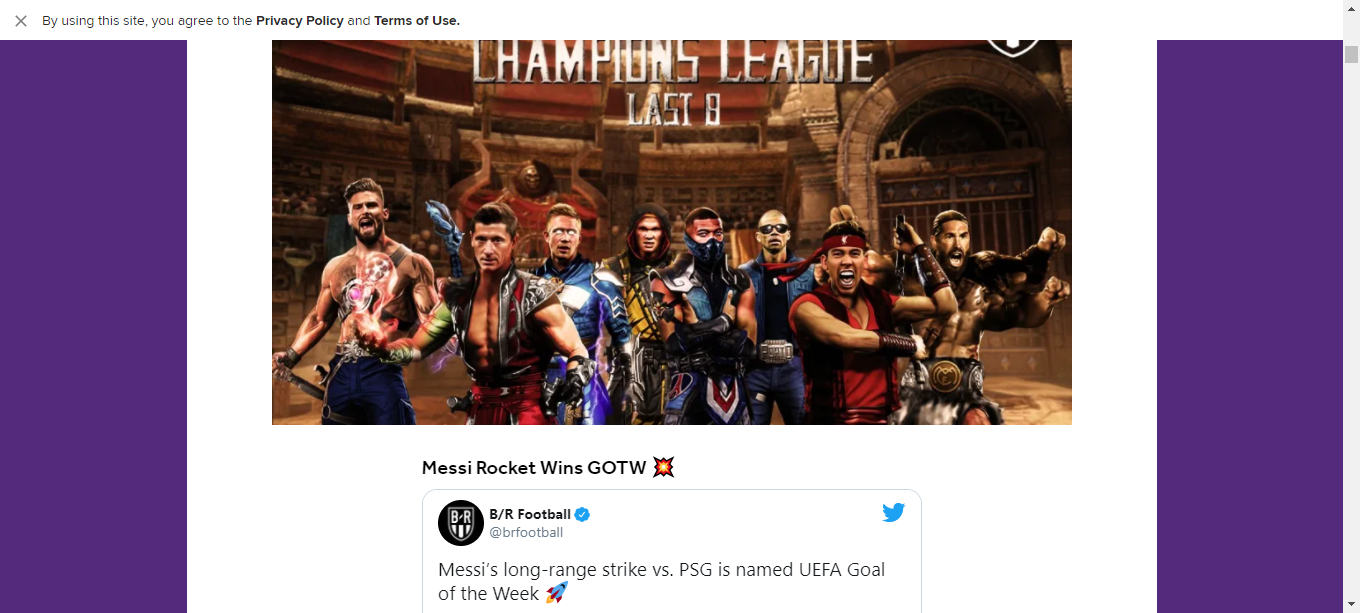 By using this site, you agree to the Privacy Policy and Terms of Use.
CHAMPIONS LEAGUE
LAST 8
Messi Rocket Wins GOTW 💥
B/R Football
@brfootball
B/R
Messi's long-range strike vs. PSG is named UEFA Goal
of the Week 🚀